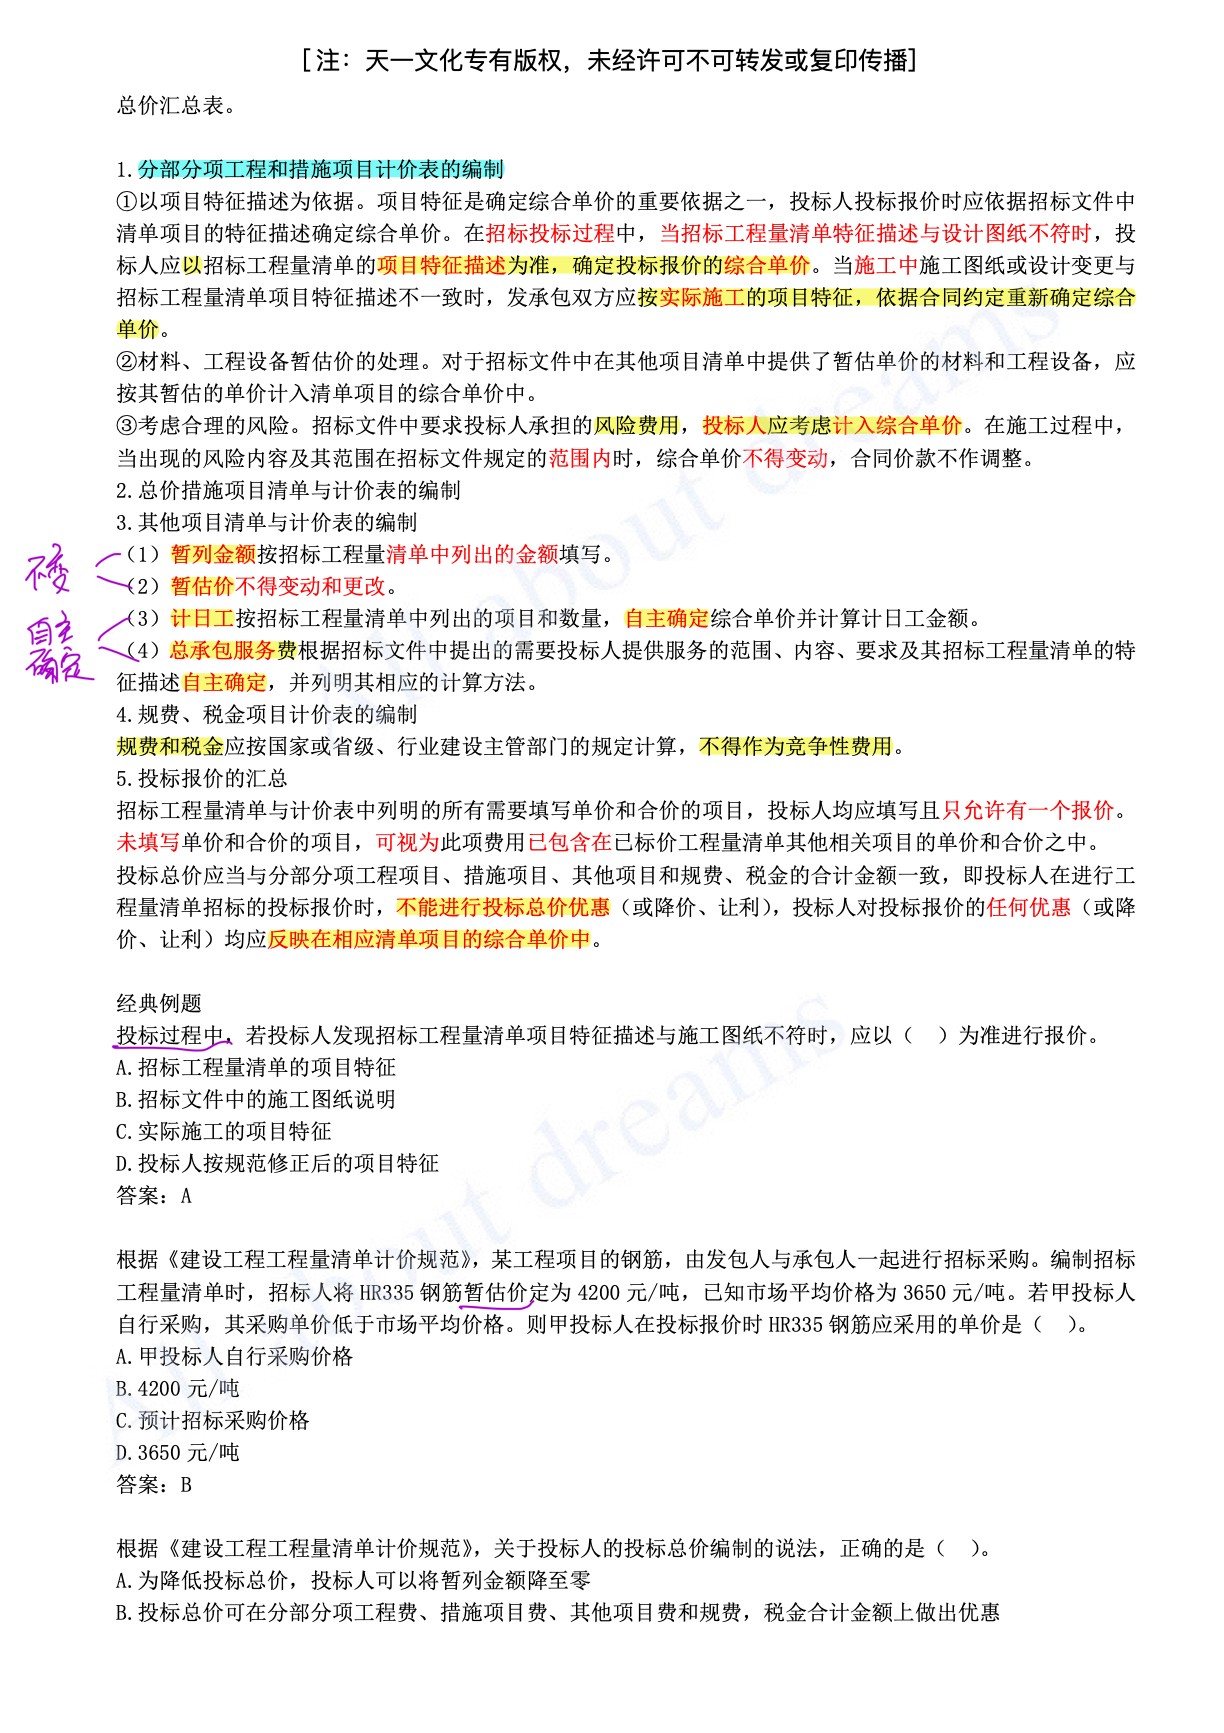 [注：天一文化专有版权，未经许可不可转发或复印传播]
总价汇总表。
1.分部分项工程和措施项目计价表的编制
①以项目特征描述为依据。项目特征是确定综合单价的重要依据之一，投标人投标报价时应依据招标文件中
清单项目的特征描述确定综合单价。在招标投标过程中，当招标工程量清单特征描述与设计图纸不符时，投
标人应以招标工程量清单的项目特征描述为准，确定投标报价的综合单价。当施工中施工图纸或设计变更与
招标工程量清单项目特征描述不一致时，发承包双方应按实际施工的项目特征，依据合同约定重新确定综合
单价。
②材料、工程设备暂估价的处理。对于招标文件中在其他项目清单中提供了暂估单价的材料和工程设备，应
按其暂估的单价计入清单项目的综合单价中。
③考虑合理的风险。招标文件中要求投标人承担的风险费用，投标人应考虑计入综合单价。在施工过程中，
当出现的风险内容及其范围在招标文件规定的范围内时，综合单价不得变动，合同价款不作调整。
2.总价措施项目清单与计价表的编制
3.其他项目清单与计价表的编制
不变
（1）暂列金额按招标工程量清单中列出的金额填写。
（2）暂估价不得变动和更改。
自主
确定
（3）计日工按招标工程量清单中列出的项目和数量，自主确定综合单价并计算计日工金额。
（4）总承包服务费根据招标文件中提出的需要投标人提供服务的范围、内容、要求及其招标工程量清单的特
征描述自主确定，并列明其相应的计算方法。
4.规费、税金项目计价表的编制
规费和税金应按国家或省级、行业建设主管部门的规定计算，不得作为竞争性费用。
5.投标报价的汇总
招标工程量清单与计价表中列明的所有需要填写单价和合价的项目，投标人均应填写且只允许有一个报价。
未填写单价和合价的项目，可视为此项费用已包含在已标价工程量清单其他相关项目的单价和合价之中。
投标总价应当与分部分项工程项目、措施项目、其他项目和规费、税金的合计金额一致，即投标人在进行工
程量清单招标的投标报价时，不能进行投标总价优惠（或降价、让利），投标人对投标报价的任何优惠（或降
价、让利）均应反映在相应清单项目的综合单价中。
经典例题
投标过程中，若投标人发现招标工程量清单项目特征描述与施工图纸不符时，应以（ ）为准进行报价。
A.招标工程量清单的项目特征
B.招标文件中的施工图纸说明
C.实际施工的项目特征
D.投标人按规范修正后的项目特征
答案：A
根据《建设工程工程量清单计价规范》，某工程项目的钢筋，由发包人与承包人一起进行招标采购。编制招标
工程量清单时，招标人将 HR335 钢筋暂估价定为 4200 元/吨，已知市场平均价格为 3650 元/吨。若甲投标人
自行采购，其采购单价低于市场平均价格。则甲投标人在投标报价时 HR335 钢筋应采用的单价是（ ）。
A.甲投标人自行采购价格
B.4200 元/吨
C.预计招标采购价格
D.3650 元/吨
答案：B
根据《建设工程工程量清单计价规范》，关于投标人的投标总价编制的说法，正确的是（ ）。
A.为降低投标总价，投标人可以将暂列金额降至零
B.投标总价可在分部分项工程费、措施项目费、其他项目费和规费，税金合计金额上做出优惠
All about dreams
All about dreams